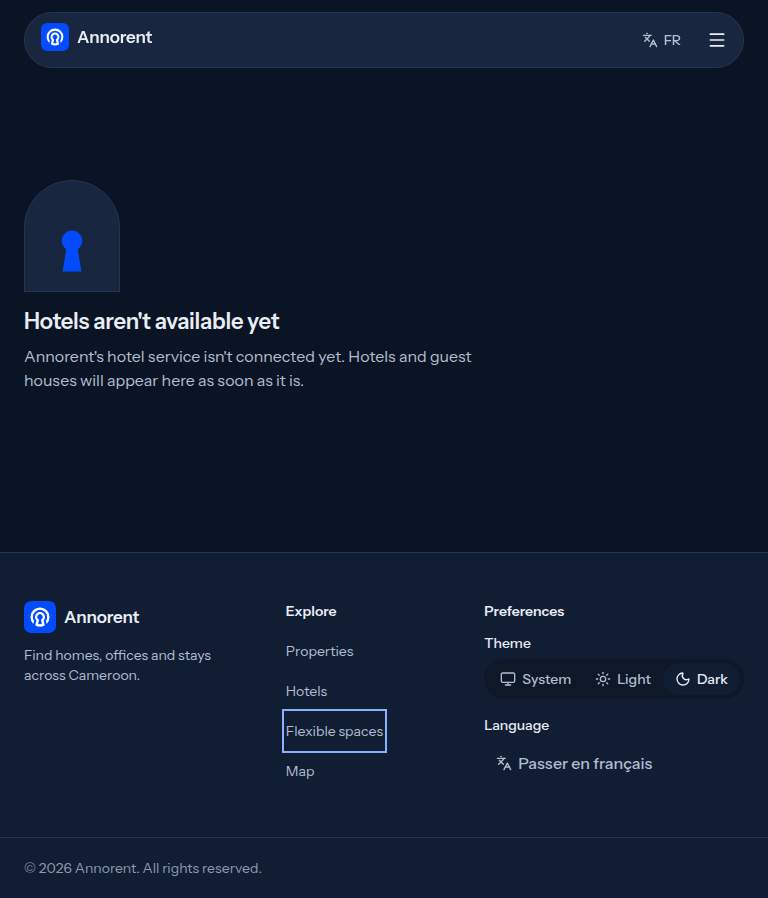 Annorent
FR
Hotels aren't available yet
Annorent's hotel service isn't connected yet. Hotels and guest
houses will appear here as soon as it is.
Annorent
Find homes, offices and stays
across Cameroon.
Explore
Properties
Hotels
Flexible spaces
Map
Preferences
Theme
System
Light
Dark
Language
Passer en français
© 2026 Annorent. All rights reserved.